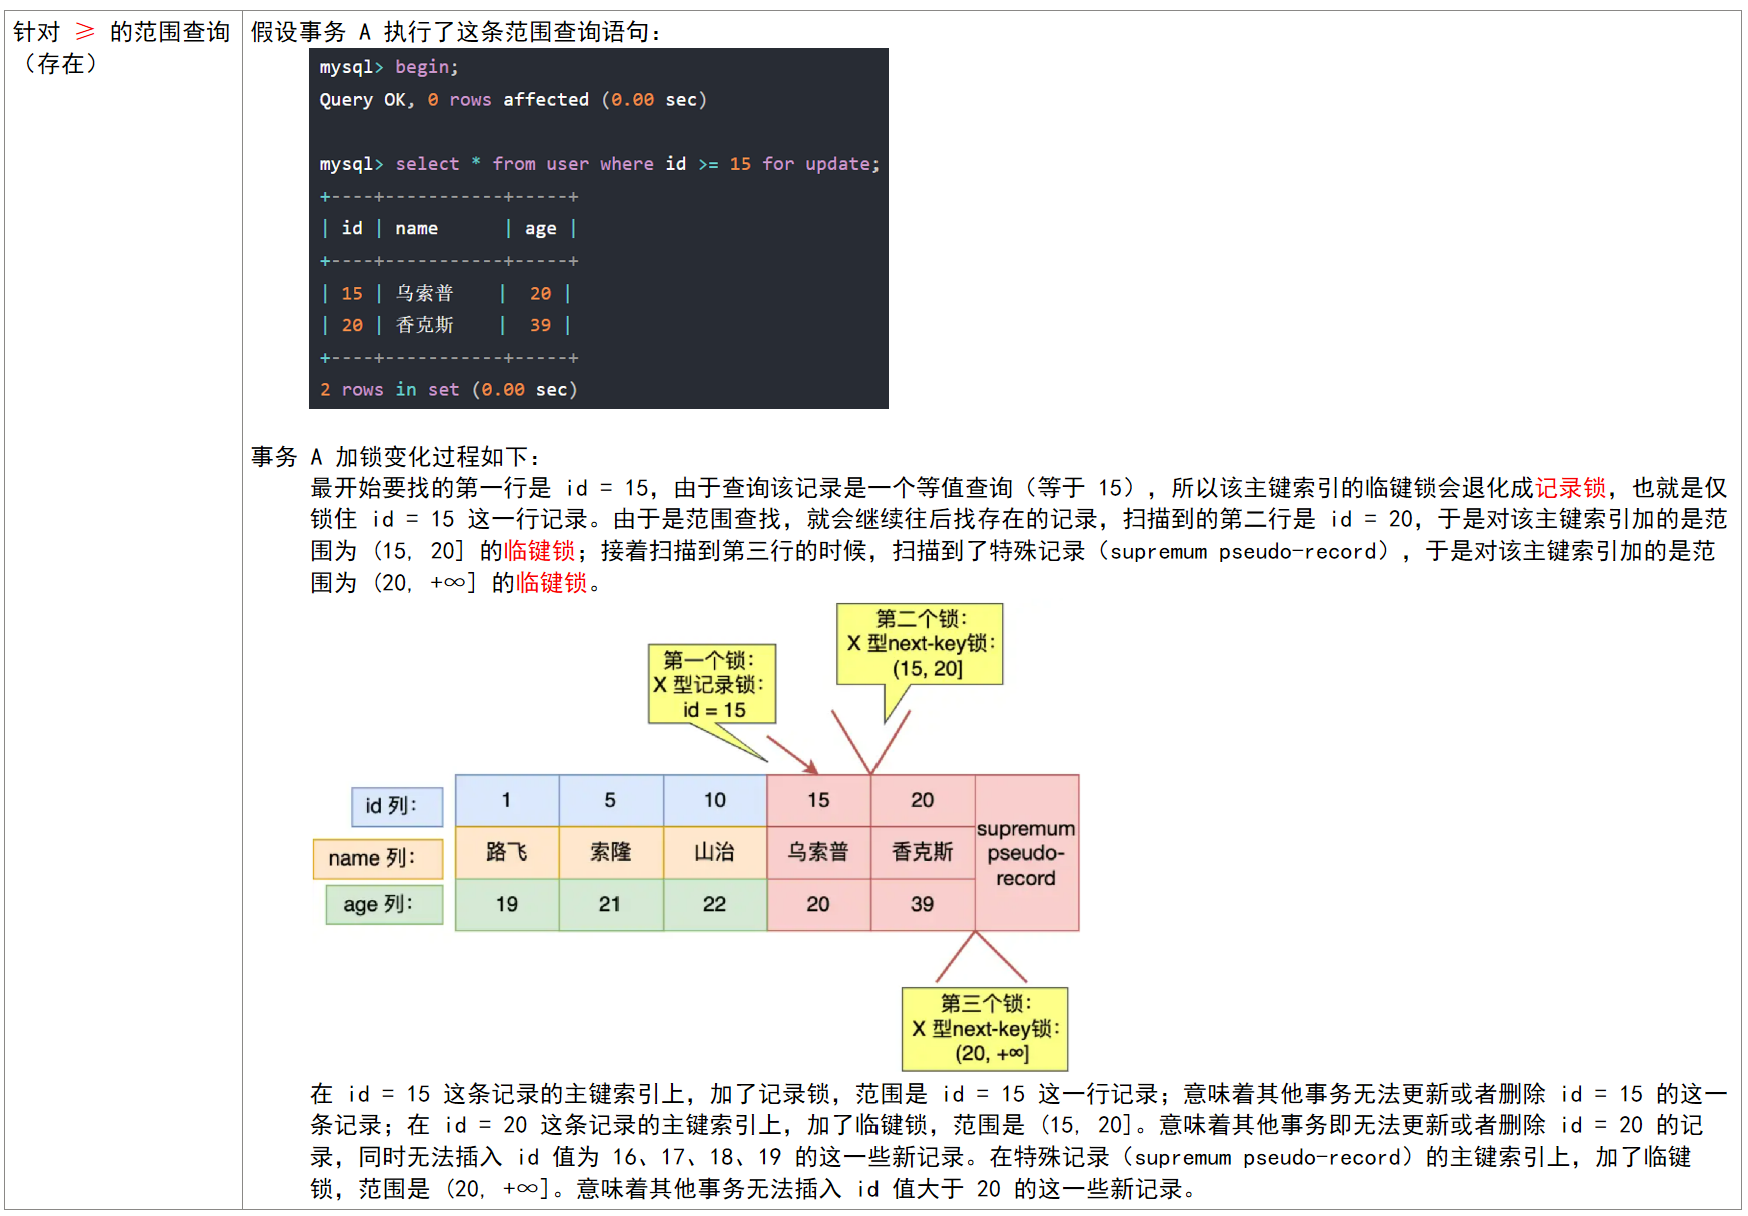 针对 ≥ 的范围查询
（存在）
假设事务 A 执行了这条范围查询语句：
mysql> begin;
Query OK, 0 rows affected (0.00 sec)
mysql> select * from user where id >= 15 for update;
+----+-----------+-----+
| id | name      | age |
+----+-----------+-----+
| 15 | 乌索普    |  20 |
| 20 | 香克斯    |  39 |
+----+-----------+-----+
2 rows in set (0.00 sec)
事务 A 加锁变化过程如下：
最开始要找的第一行是 id = 15，由于查询该记录是一个等值查询（等于 15），所以该主键索引的临键锁会退化成记录锁，也就是仅
锁住 id = 15 这一行记录。由于是范围查找，就会继续往后找存在的记录，扫描到的第二行是 id = 20，于是对该主键索引加的是范
围为 (15, 20] 的临键锁；接着扫描到第三行的时候，扫描到了特殊记录（supremum pseudo-record），于是对该主键索引加的是范
围为 (20, +∞] 的临键锁。
第二个锁：
X 型next-key锁：
(15, 20]
第一个锁：
X 型记录锁：
id = 15
id 列： 1 5 10 15 20
name 列： 路飞 索隆 山治 乌索普 香克斯
age 列： 19 21 22 20 39
supremum
pseudo-
record
第三个锁：
X 型next-key锁：
(20, +∞]
在 id = 15 这条记录的主键索引上，加了记录锁，范围是 id = 15 这一行记录；意味着其他事务无法更新或者删除 id = 15 的这一
条记录；在 id = 20 这条记录的主键索引上，加了临键锁，范围是 (15, 20]。意味着其他事务即无法更新或者删除 id = 20 的记
录，同时无法插入 id 值为 16、17、18、19 的这一些新记录。在特殊记录（supremum pseudo-record）的主键索引上，加了临键
锁，范围是 (20, +∞]。意味着其他事务无法插入 id 值大于 20 的这一些新记录。